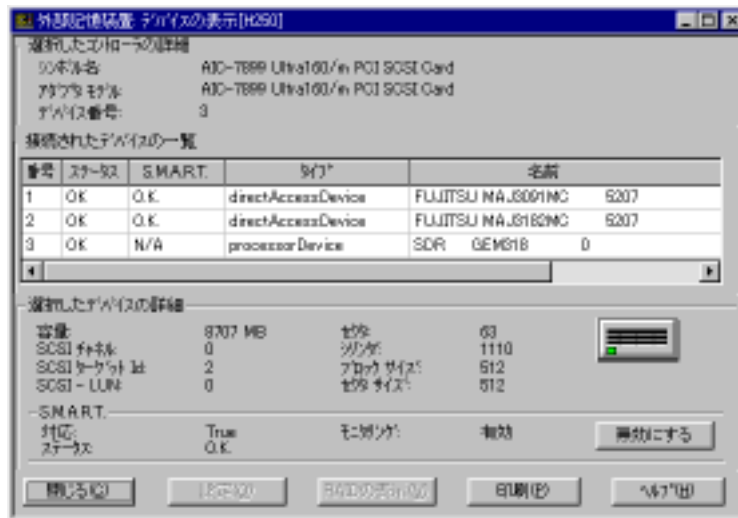 外部記憶装置 デバイスの表示[H250]
選択したコントローラの詳細
シンボル名: AIC-7899 Ultra160/m PCI SCSI Card
アダプタ モデル: AIC-7899 Ultra160/m PCI SCSI Card
デバイス番号: 3
接続されたデバイスの一覧
番号 ステータス S.M.A.R.T. タイプ 名前
1 OK O.K. directAccessDevice FUJITSU MAJ3091MC 5207
2 OK O.K. directAccessDevice FUJITSU MAJ3182MC 5207
3 OK N/A processorDevice SDR GEM318 0
選択したデバイスの詳細
容量: 8707 MB セクタ: 63
SCSI チャネル: 0 シリンダ: 1110
SCSI ターゲット Id: 2 ブロック サイズ: 512
SCSI - LUN: 0 セクタ サイズ: 512
S.M.A.R.T.
対応: True モニタリング: 有効 無効にする
ステータス: O.K.
閉じる(C) 設定(Z) RAIDの表示 印刷(P) ヘルプ(H)